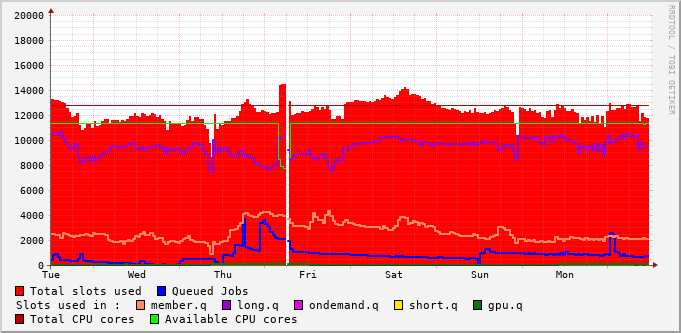 RRDTOOL / TOBI OETIKER
20000
18000
16000
14000
12000
10000
8000
6000
4000
2000
0
Tue Wed Thu Fri Sat Sun Mon
Total slots used Queued Jobs
Slots used in : member.q long.q ondemand.q short.q gpu.q
Total CPU cores Available CPU cores